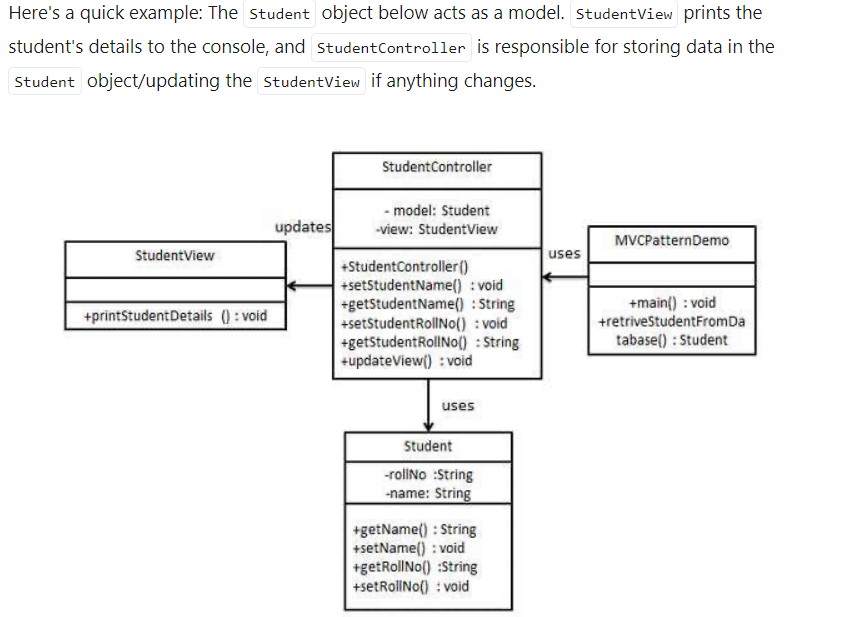 Here's a quick example: The Student object below acts as a model. StudentView prints the
student's details to the console, and StudentController is responsible for storing data in the
Student object/updating the StudentView if anything changes.
StudentController
- model: Student
-view: StudentView
+StudentController()
+setStudentName() : void
+getStudentName() : String
+setStudentRollNo() : void
+getStudentRollNo() : String
+updateView() : void
updates
StudentView
+printStudentDetails () : void
uses
MVCPatternDemo
+main() : void
+retriveStudentFromDa
tabase() : Student
uses
Student
-rollNo :String
-name: String
+getName() : String
+setName() : void
+getRollNo() :String
+setRollNo() : void